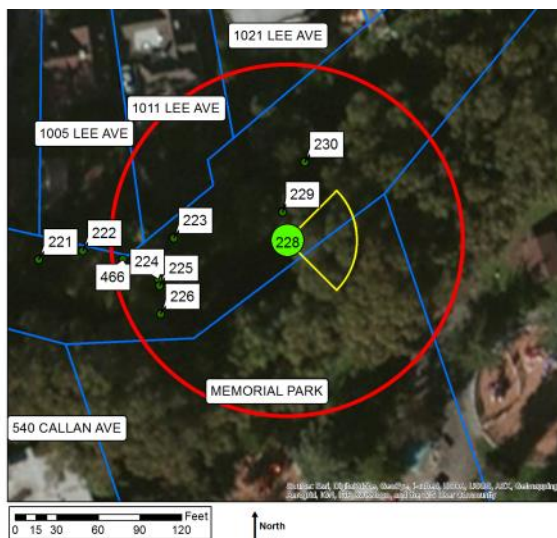 1021 LEE AVE
1011 LEE AVE
1005 LEE AVE
230
229
223
228
222
221
224
466
225
226
MEMORIAL PARK
540 CALLAN AVE
Feet
0 15 30 60 90 120
North